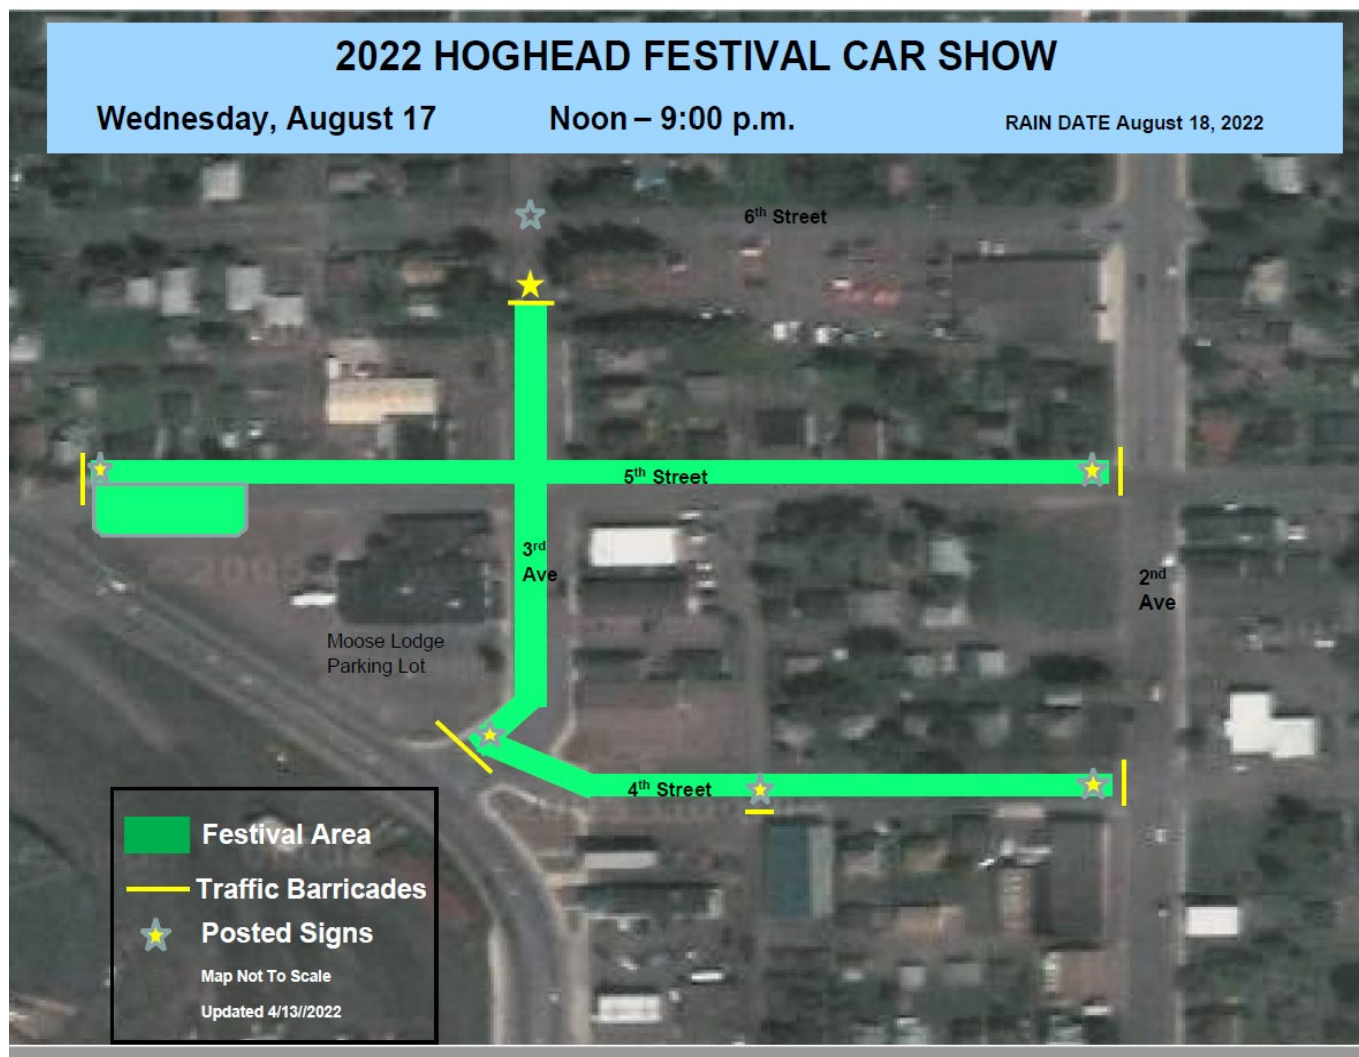 2022 HOGHEAD FESTIVAL CAR SHOW
Wednesday, August 17 Noon – 9:00 p.m. RAIN DATE August 18, 2022
6th Street
5th Street
3rd
Ave
2nd
Ave
Moose Lodge
Parking Lot
4th Street
Festival Area
Traffic Barricades
Posted Signs
Map Not To Scale
Updated 4/13//2022